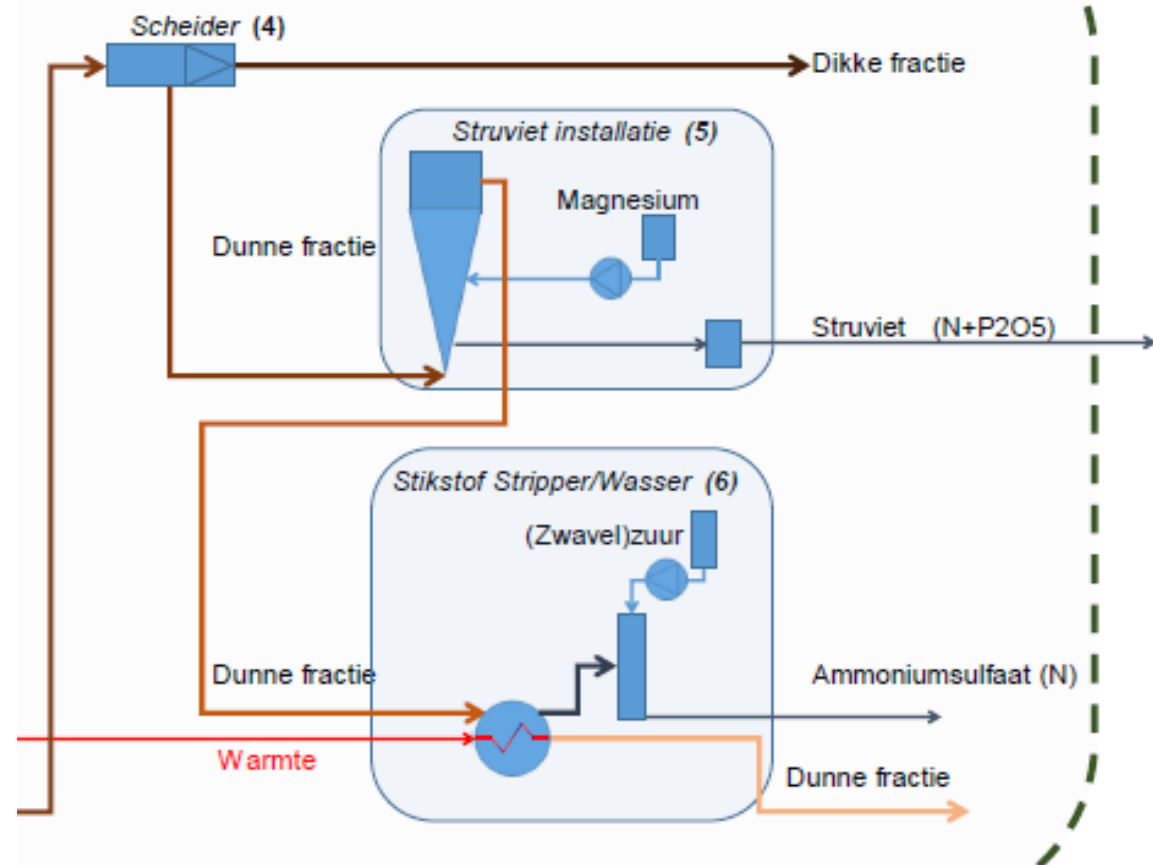 Scheider (4)
Dikke fractie
Struviet installatie (5)
Magnesium
Dunne fractie
Struviet (N+P2O5)
Stikstof Stripper/Wasser (6)
(Zwavel)zuur
Dunne fractie
Ammoniumsulfaat (N)
Warmte
Dunne fractie